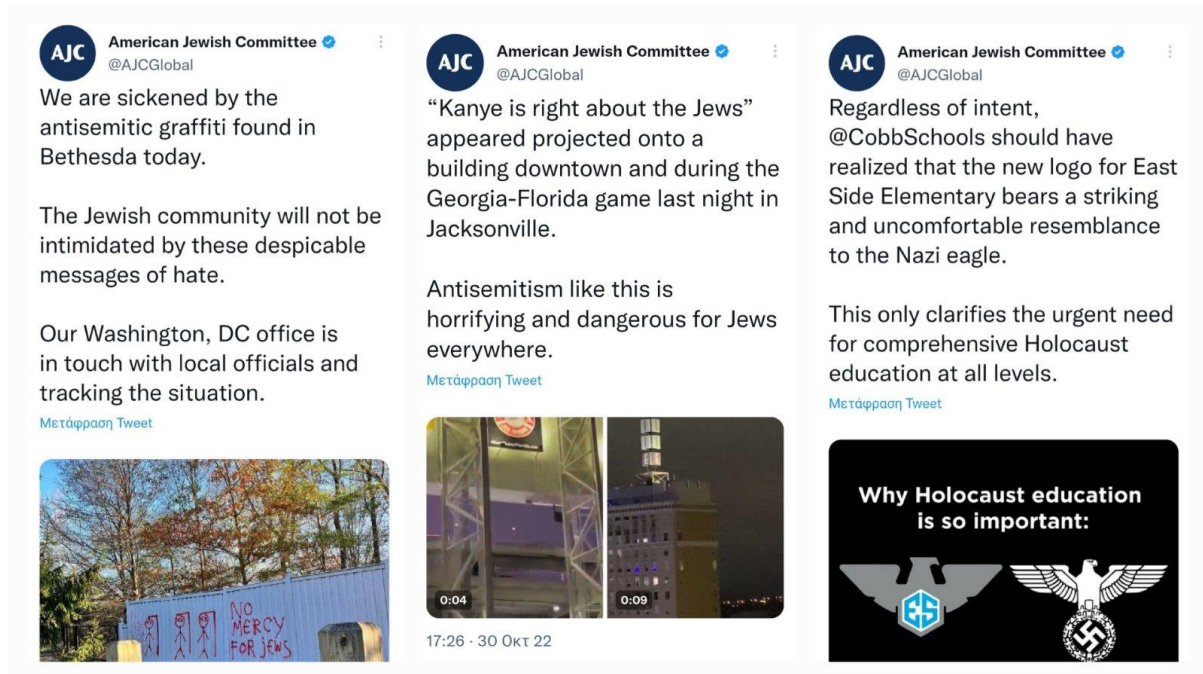 AJC
American Jewish Committee
@AJCGlobal
We are sickened by the
antisemitic graffiti found in
Bethesda today.
The Jewish community will not be
intimidated by these despicable
messages of hate.
Our Washington, DC office is
in touch with local officials and
tracking the situation.
Μετάφραση Tweet
NO
MERCY
FOR JEWS
AJC
American Jewish Committee
@AJCGlobal
“Kanye is right about the Jews”
appeared projected onto a
building downtown and during the
Georgia-Florida game last night in
Jacksonville.
Antisemitism like this is
horrifying and dangerous for Jews
everywhere.
Μετάφραση Tweet
0:04
0:09
17:26 · 30 Οκτ 22
AJC
American Jewish Committee
@AJCGlobal
Regardless of intent,
@CobbSchools should have
realized that the new logo for East
Side Elementary bears a striking
and uncomfortable resemblance
to the Nazi eagle.
This only clarifies the urgent need
for comprehensive Holocaust
education at all levels.
Μετάφραση Tweet
Why Holocaust education
is so important:
ES